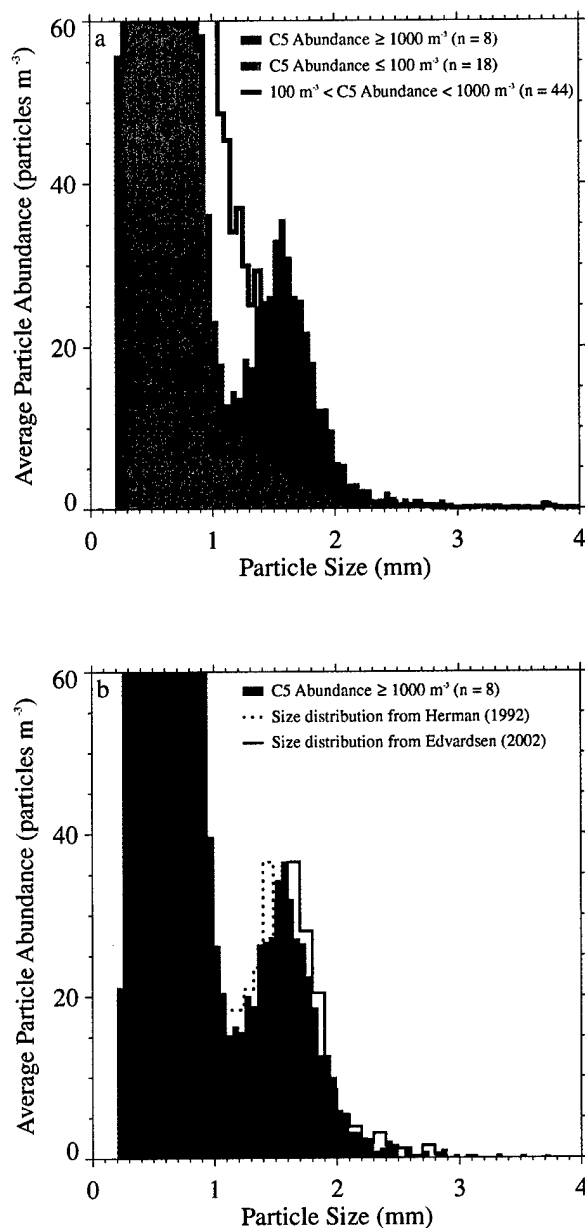 a
C5 Abundance ≥ 1000 m⁻³ (n = 8)
C5 Abundance ≤ 100 m⁻³ (n = 18)
100 m⁻³ < C5 Abundance < 1000 m⁻³ (n = 44)
Average Particle Abundance (particles m⁻³)
60
40
20
0
0 1 2 3 4
Particle Size (mm)
b
C5 Abundance ≥ 1000 m⁻³ (n = 8)
Size distribution from Herman (1992)
Size distribution from Edvardsen (2002)
Average Particle Abundance (particles m⁻³)
60
40
20
0
0 1 2 3 4
Particle Size (mm)